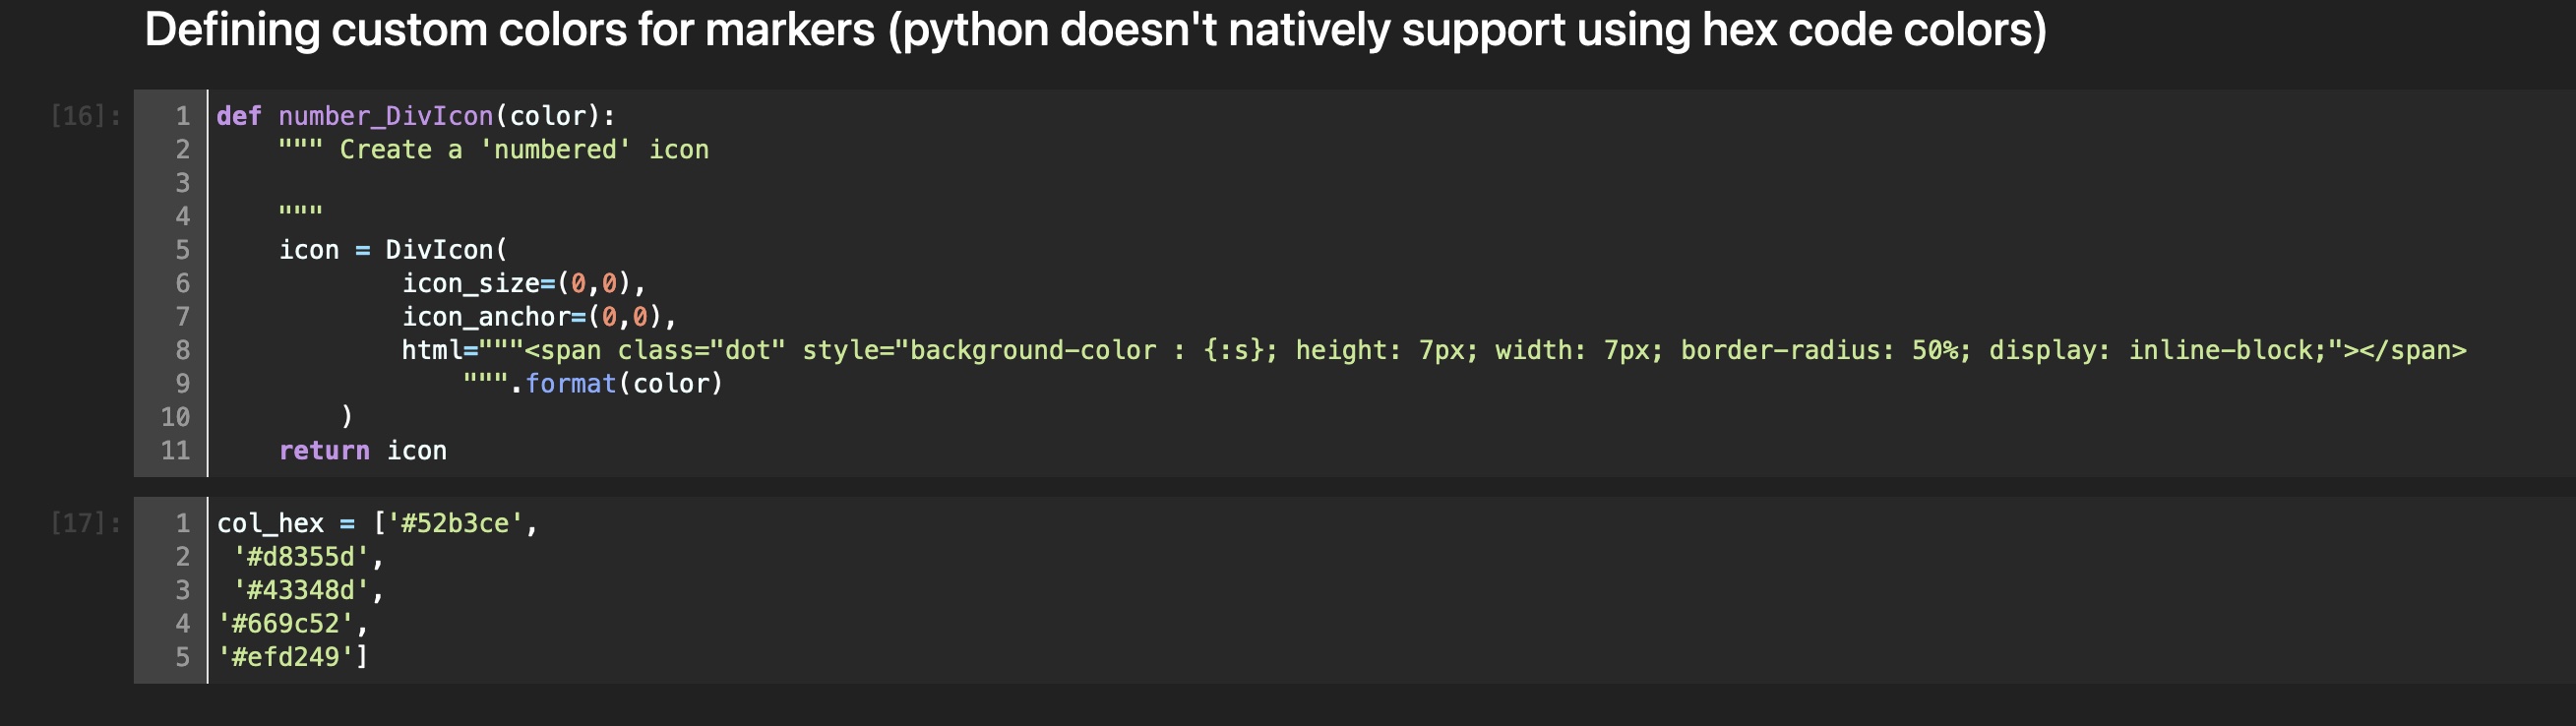 Defining custom colors for markers (python doesn't natively support using hex code colors)
[16]:
1 def number_DivIcon(color):
2     """ Create a 'numbered' icon
3
4     """
5     icon = DivIcon(
6             icon_size=(0,0),
7             icon_anchor=(0,0),
8             html="""<span class="dot" style="background-color : {:s}; height: 7px; width: 7px; border-radius: 50%; display: inline-block;"></span>
9                 """.format(color)
10         )
11     return icon
[17]:
1 col_hex = ['#52b3ce',
2  '#d8355d',
3  '#43348d',
4 '#669c52',
5 '#efd249']